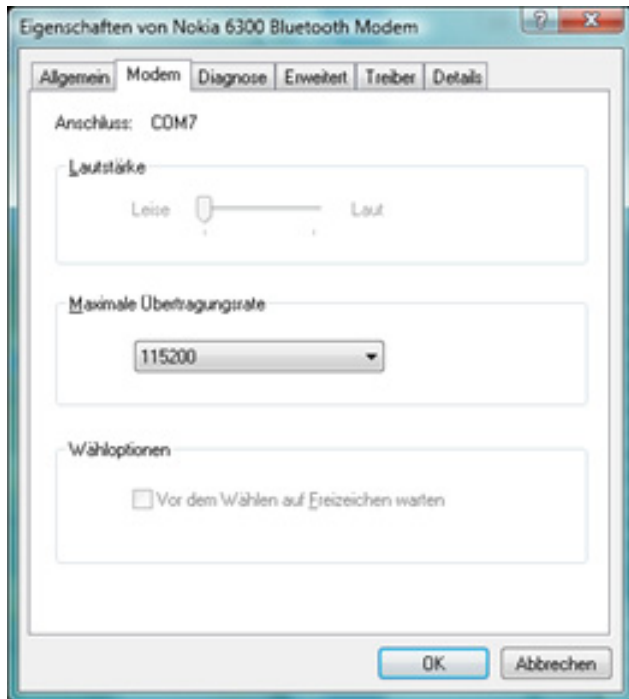 Eigenschaften von Nokia 6300 Bluetooth Modem
Allgemein Modem Diagnose Erweitert Treiber Details
Anschluss: COM7
Lautstärke
Leise Laut
Maximale Übertragungsrate
115200
Wähloptionen
Vor dem Wählen auf Freizeichen warten
OK Abbrechen